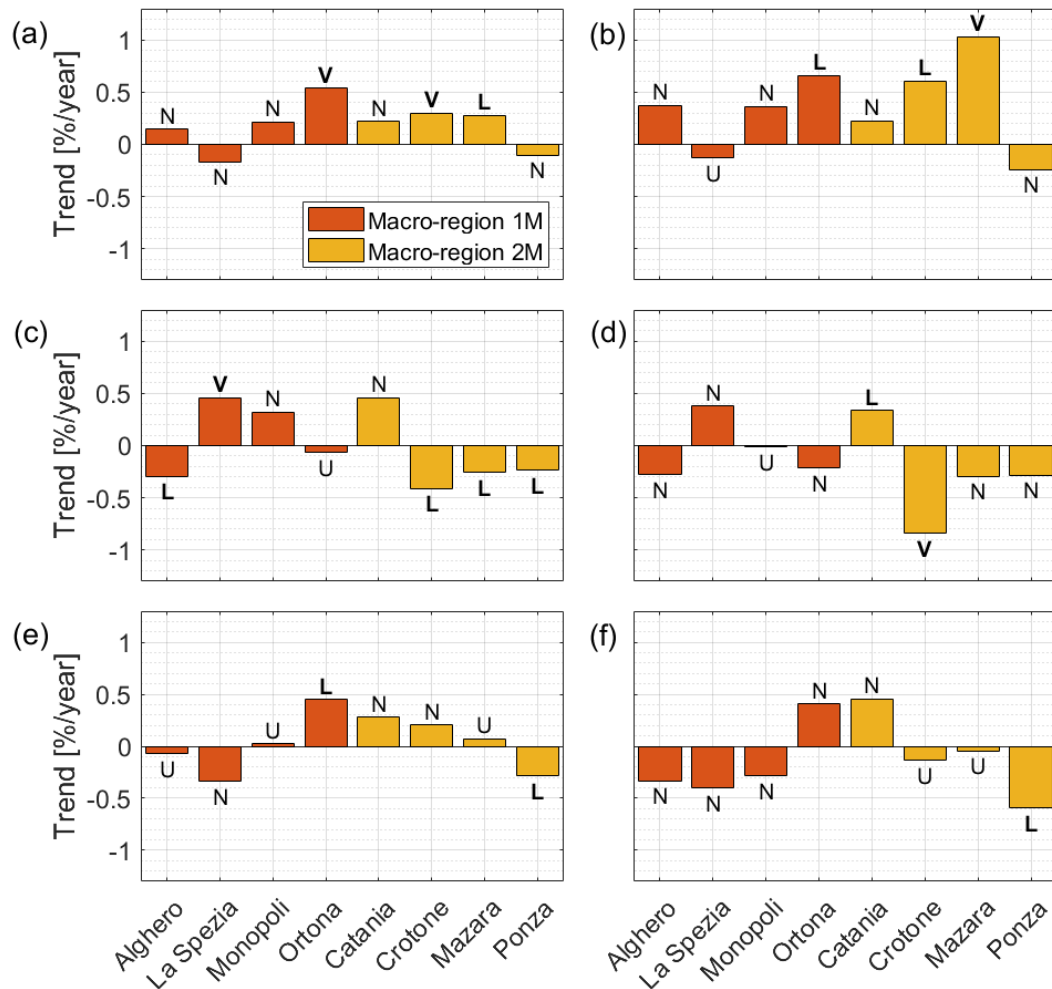 (a)
Trend [%/year]
1
0.5
0
-0.5
-1
N
N
N
V
N
V
L
N
Macro-region 1M
Macro-region 2M
(b)
N
U
N
L
N
L
V
N
(c)
Trend [%/year]
1
0.5
0
-0.5
-1
L
V
N
U
N
L
L
L
(d)
N
N
U
N
L
V
N
N
(e)
Trend [%/year]
1
0.5
0
-0.5
-1
U
N
U
L
N
N
U
L
(f)
N
N
N
N
N
U
U
L
Alghero
La Spezia
Monopoli
Ortona
Catania
Crotone
Mazara
Ponza
Alghero
La Spezia
Monopoli
Ortona
Catania
Crotone
Mazara
Ponza